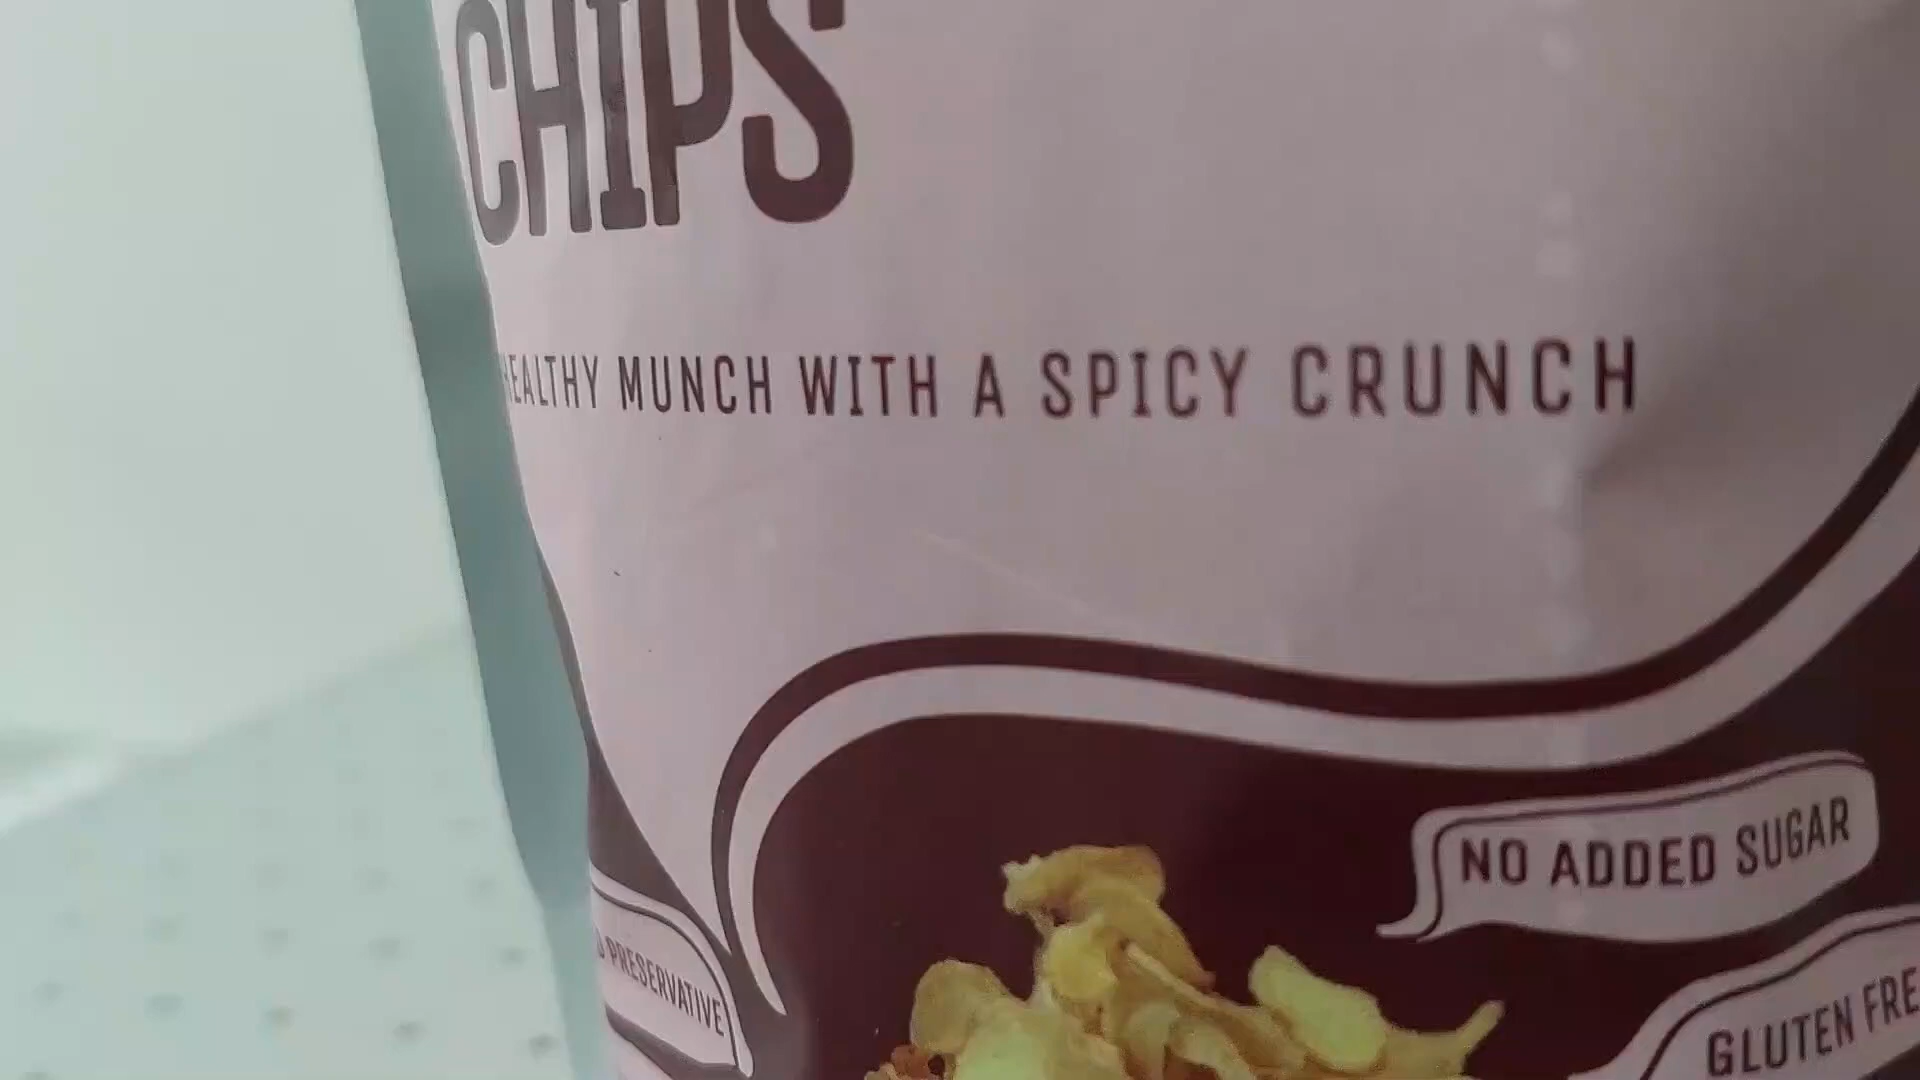 CHIPS
HEALTHY MUNCH WITH A SPICY CRUNCH
NO ADDED SUGAR
PRESERVATIVE
GLUTEN FRE